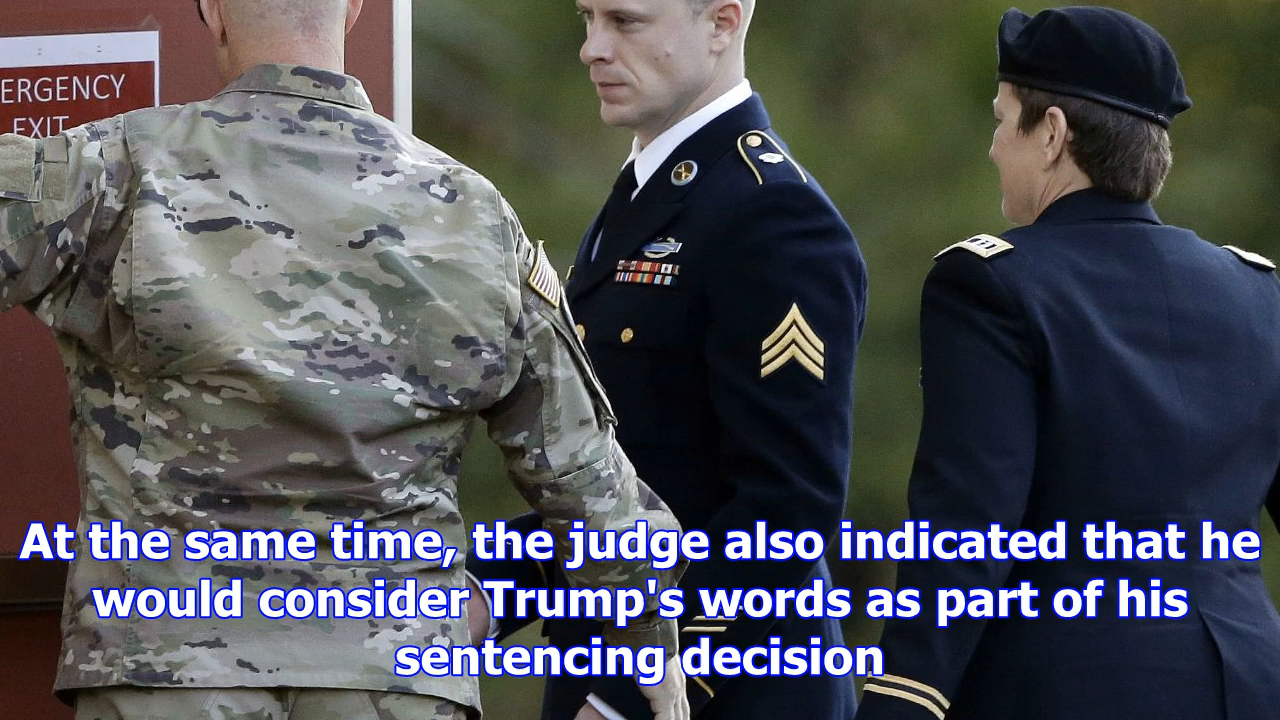 ERGENCY
EXIT
At the same time, the judge also indicated that he
would consider Trump's words as part of his
sentencing decision